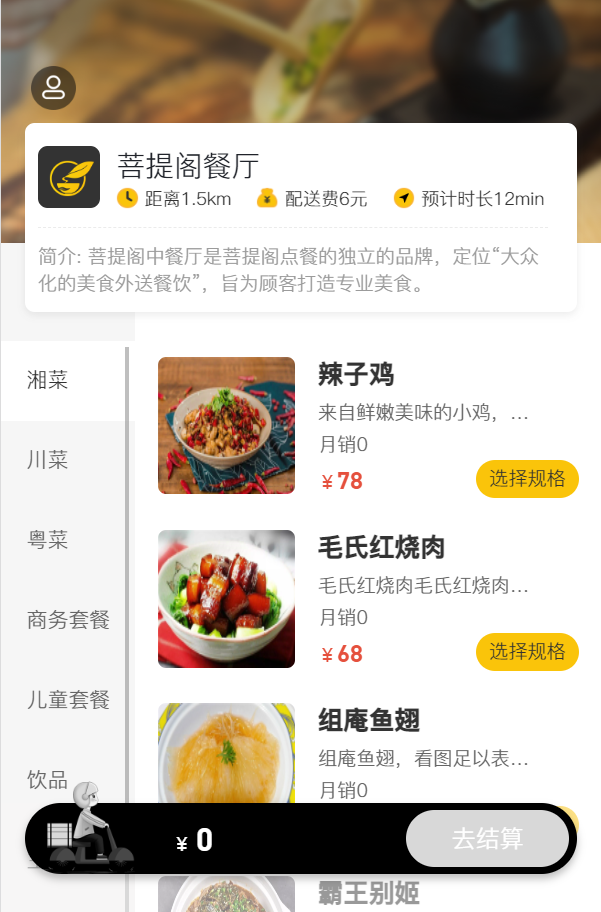 菩提阁餐厅
距离1.5km 配送费6元 预计时长12min
简介: 菩提阁中餐厅是菩提阁点餐的独立的品牌，定位“大众
化的美食外送餐饮”，旨为顾客打造专业美食。
湘菜
川菜
粤菜
商务套餐
儿童套餐
饮品
辣子鸡
来自鲜嫩美味的小鸡，...
月销0
￥78
选择规格
毛氏红烧肉
毛氏红烧肉毛氏红烧肉...
月销0
￥68
选择规格
组庵鱼翅
组庵鱼翅，看图足以表...
月销0
￥0
去结算
霸王别姬